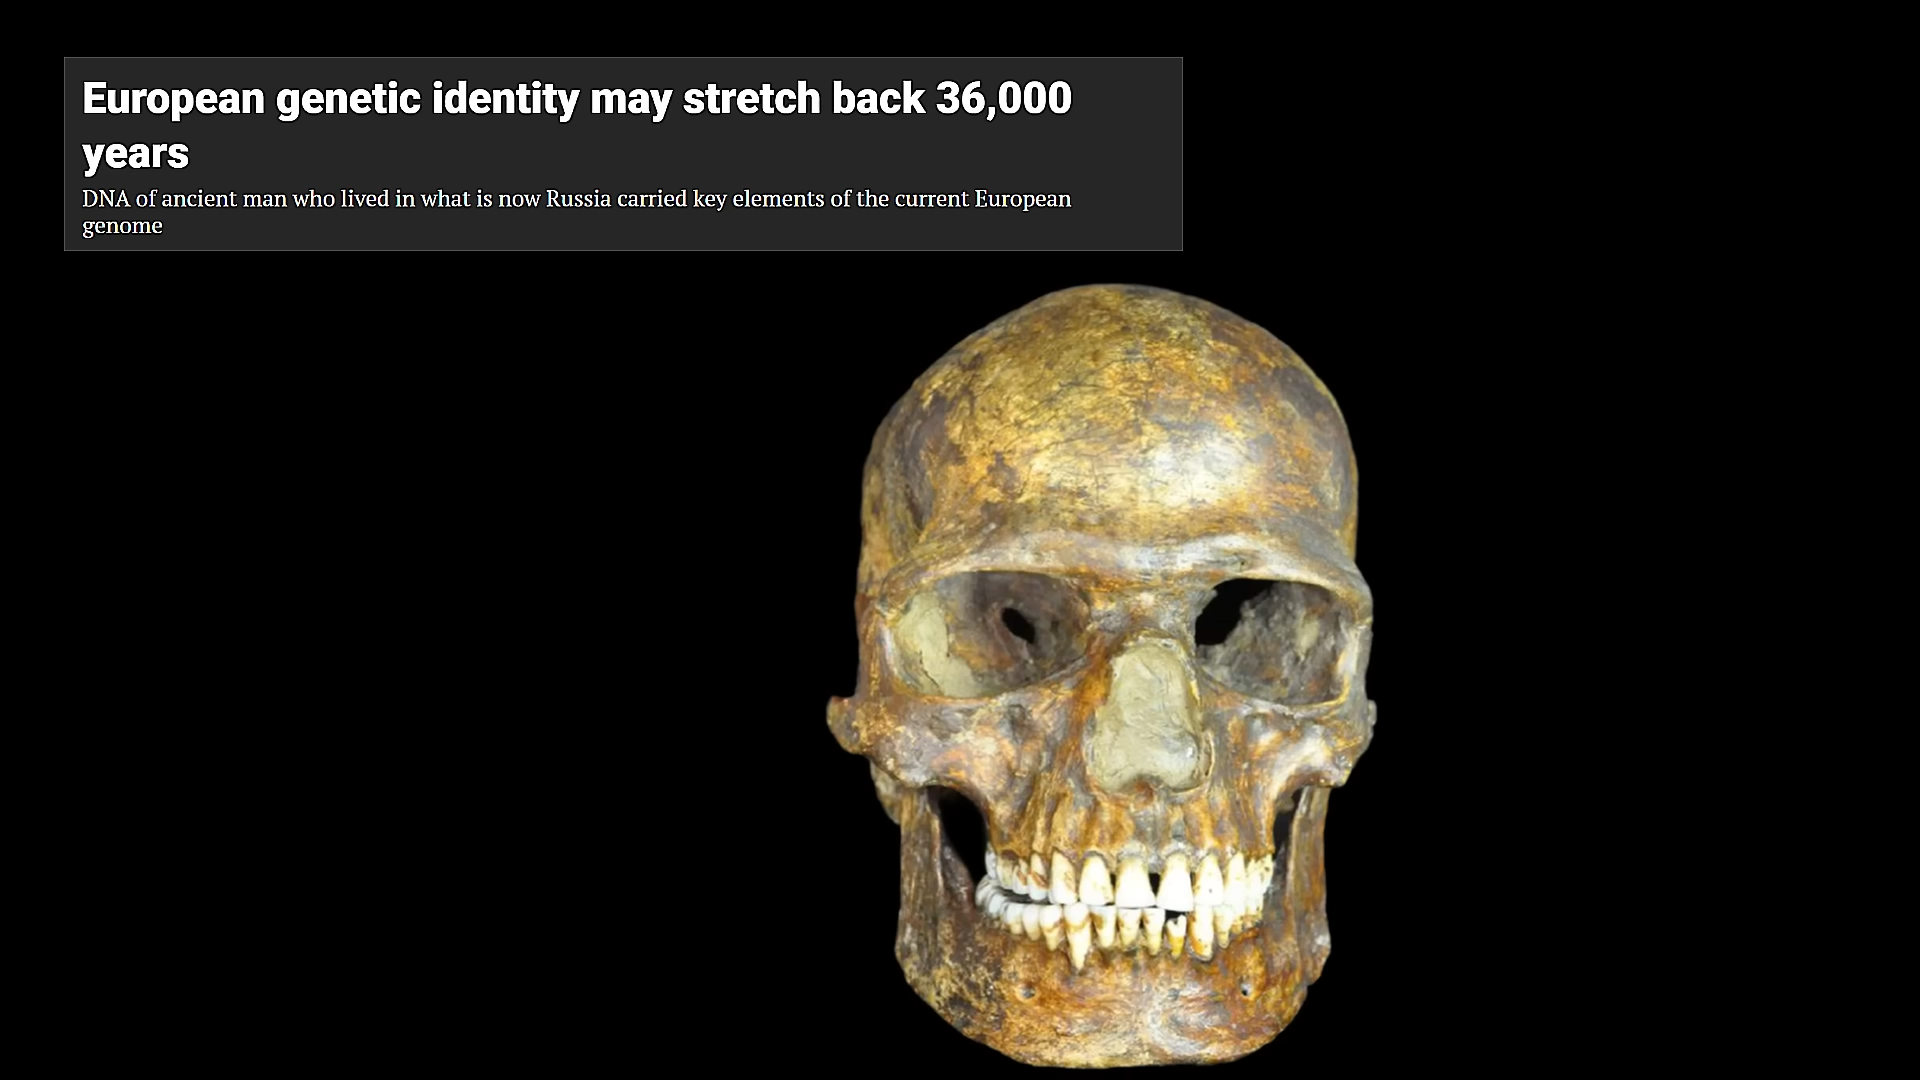 European genetic identity may stretch back 36,000
years
DNA of ancient man who lived in what is now Russia carried key elements of the current European
genome